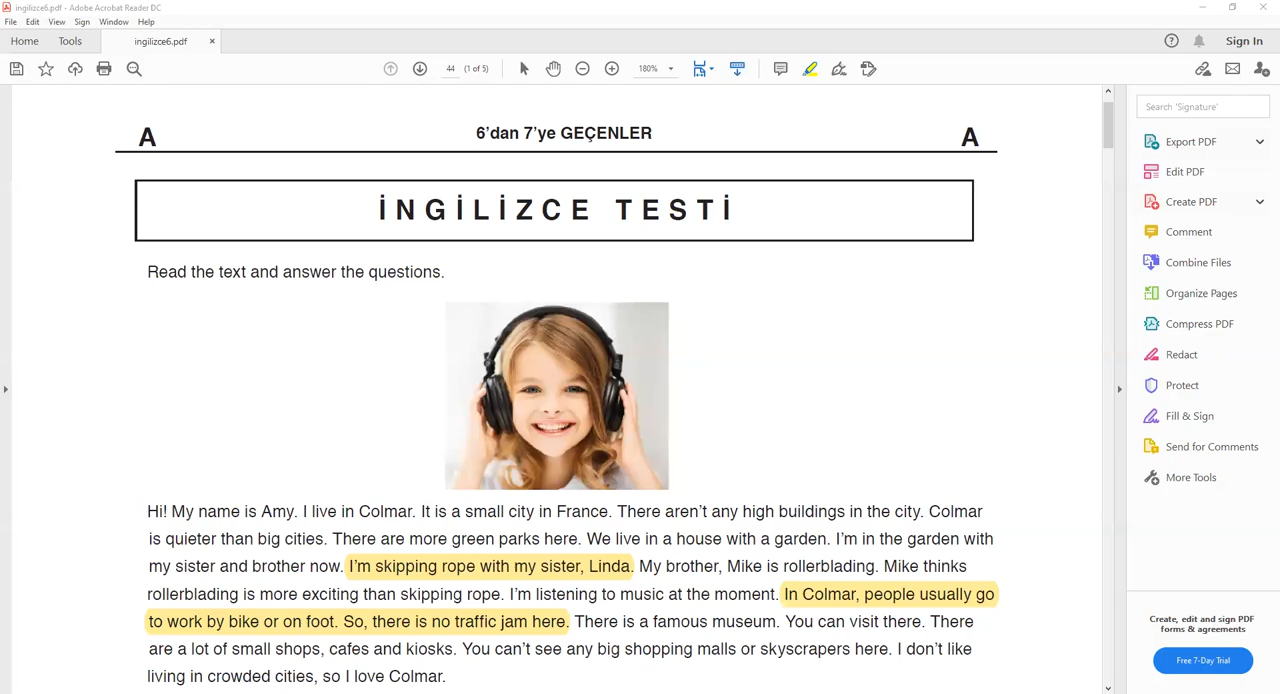 ingilizce6.pdf - Adobe Acrobat Reader DC
File Edit View Sign Window Help
Home Tools ingilizce6.pdf × Sign In
44 (1 of 5) 180%
Search 'Signature'
A 6'dan 7'ye GEÇENLER A
İNGİLİZCE TESTİ
Read the text and answer the questions.
Hi! My name is Amy. I live in Colmar. It is a small city in France. There aren't any high buildings in the city. Colmar
is quieter than big cities. There are more green parks here. We live in a house with a garden. I'm in the garden with
my sister and brother now. I'm skipping rope with my sister, Linda. My brother, Mike is rollerblading. Mike thinks
rollerblading is more exciting than skipping rope. I'm listening to music at the moment. In Colmar, people usually go
to work by bike or on foot. So, there is no traffic jam here. There is a famous museum. You can visit there. There
are a lot of small shops, cafes and kiosks. You can't see any big shopping malls or skyscrapers here. I don't like
living in crowded cities, so I love Colmar.
Export PDF
Edit PDF
Create PDF
Comment
Combine Files
Organize Pages
Compress PDF
Redact
Protect
Fill & Sign
Send for Comments
More Tools
Create, edit and sign PDF
forms & agreements
Free 7-Day Trial